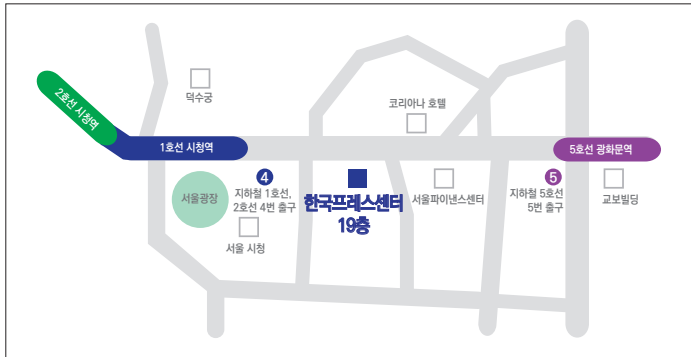 2호선 시청역
덕수궁
코리아나 호텔
1호선 시청역
5호선 광화문역
4
지하철 1호선,
2호선 4번 출구
서울광장
서울 시청
한국프레스센터
19층
서울파이낸스센터
5
지하철 5호선
5번 출구
교보빌딩